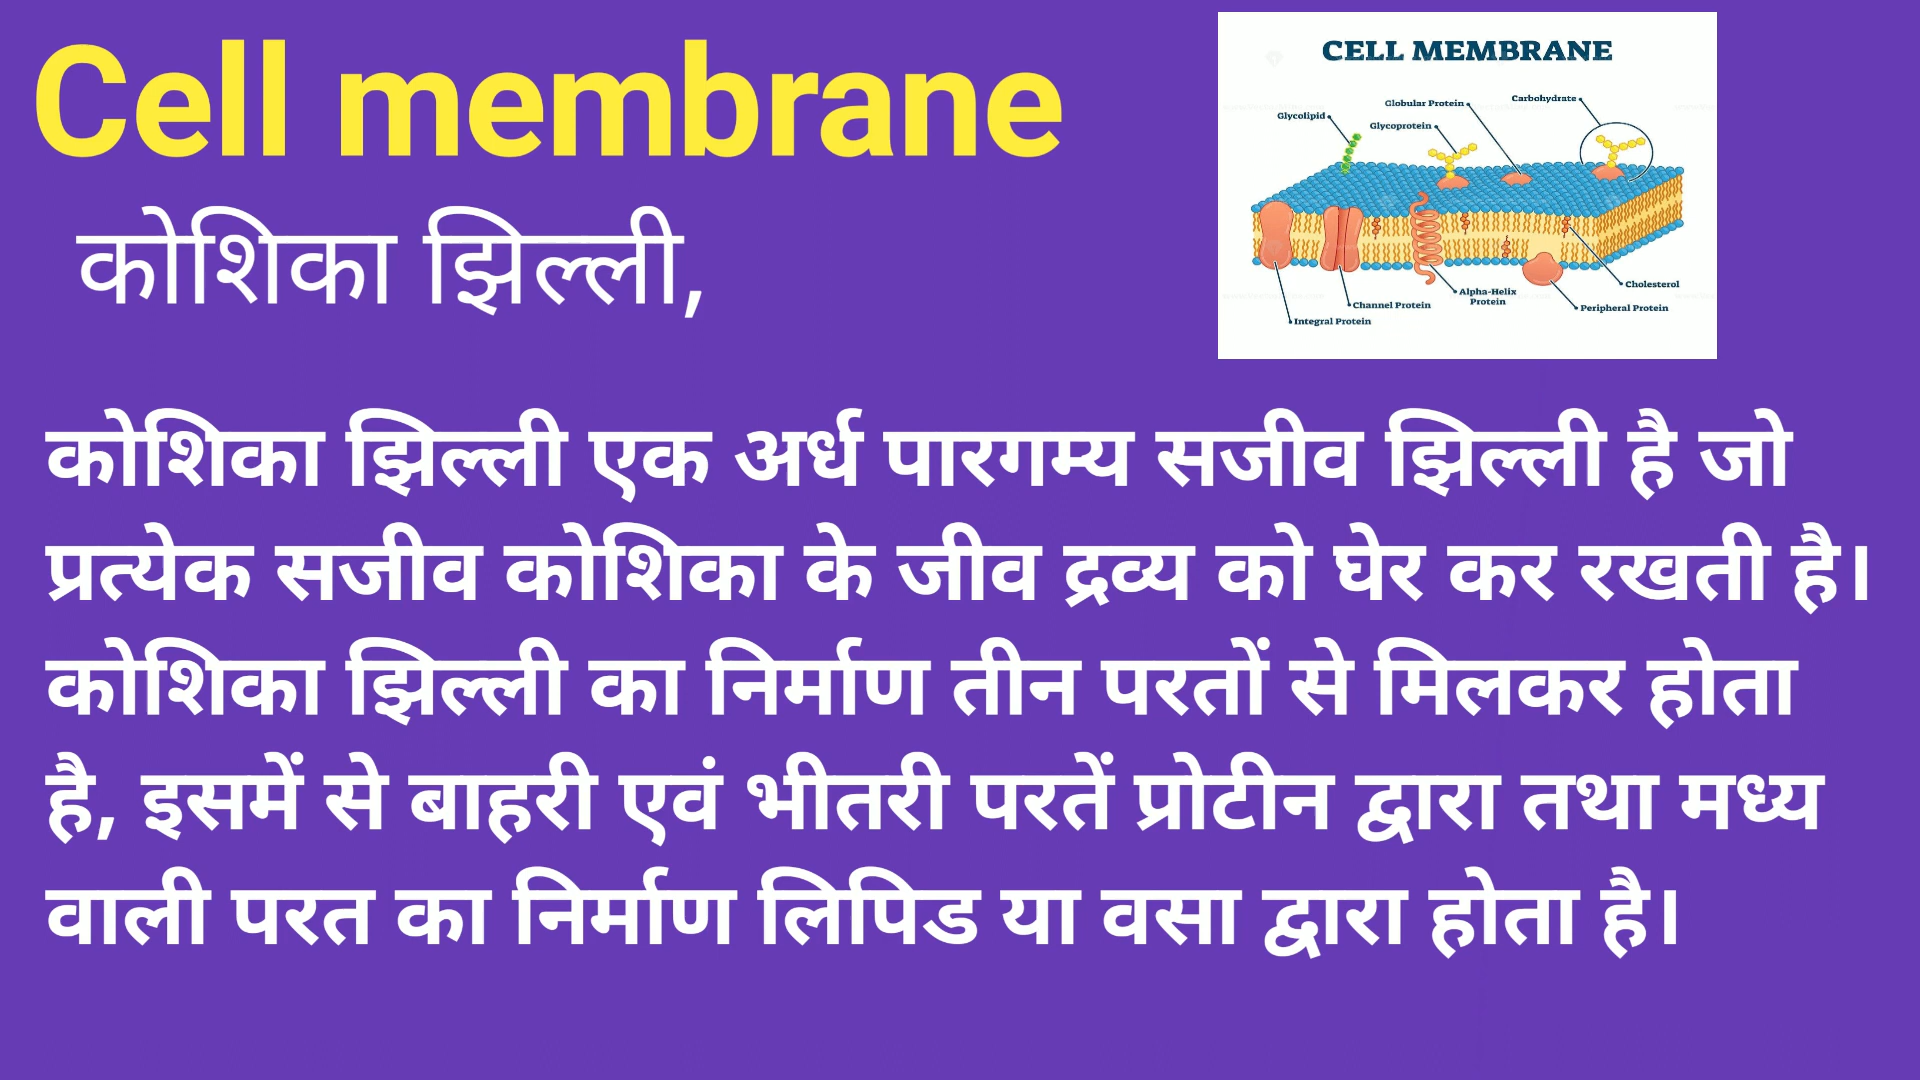 Cell membrane
कोशिका झिल्ली,
CELL MEMBRANE
Carbohydrate
Globular Protein
Glycolipid
Glycoprotein
Cholesterol
Alpha-Helix
Protein
Channel Protein
Peripheral Protein
Integral Protein
कोशिका झिल्ली एक अर्ध पारगम्य सजीव झिल्ली है जो
प्रत्येक सजीव कोशिका के जीव द्रव्य को घेर कर रखती है।
कोशिका झिल्ली का निर्माण तीन परतों से मिलकर होता
है, इसमें से बाहरी एवं भीतरी परतें प्रोटीन द्वारा तथा मध्य
वाली परत का निर्माण लिपिड या वसा द्वारा होता है।